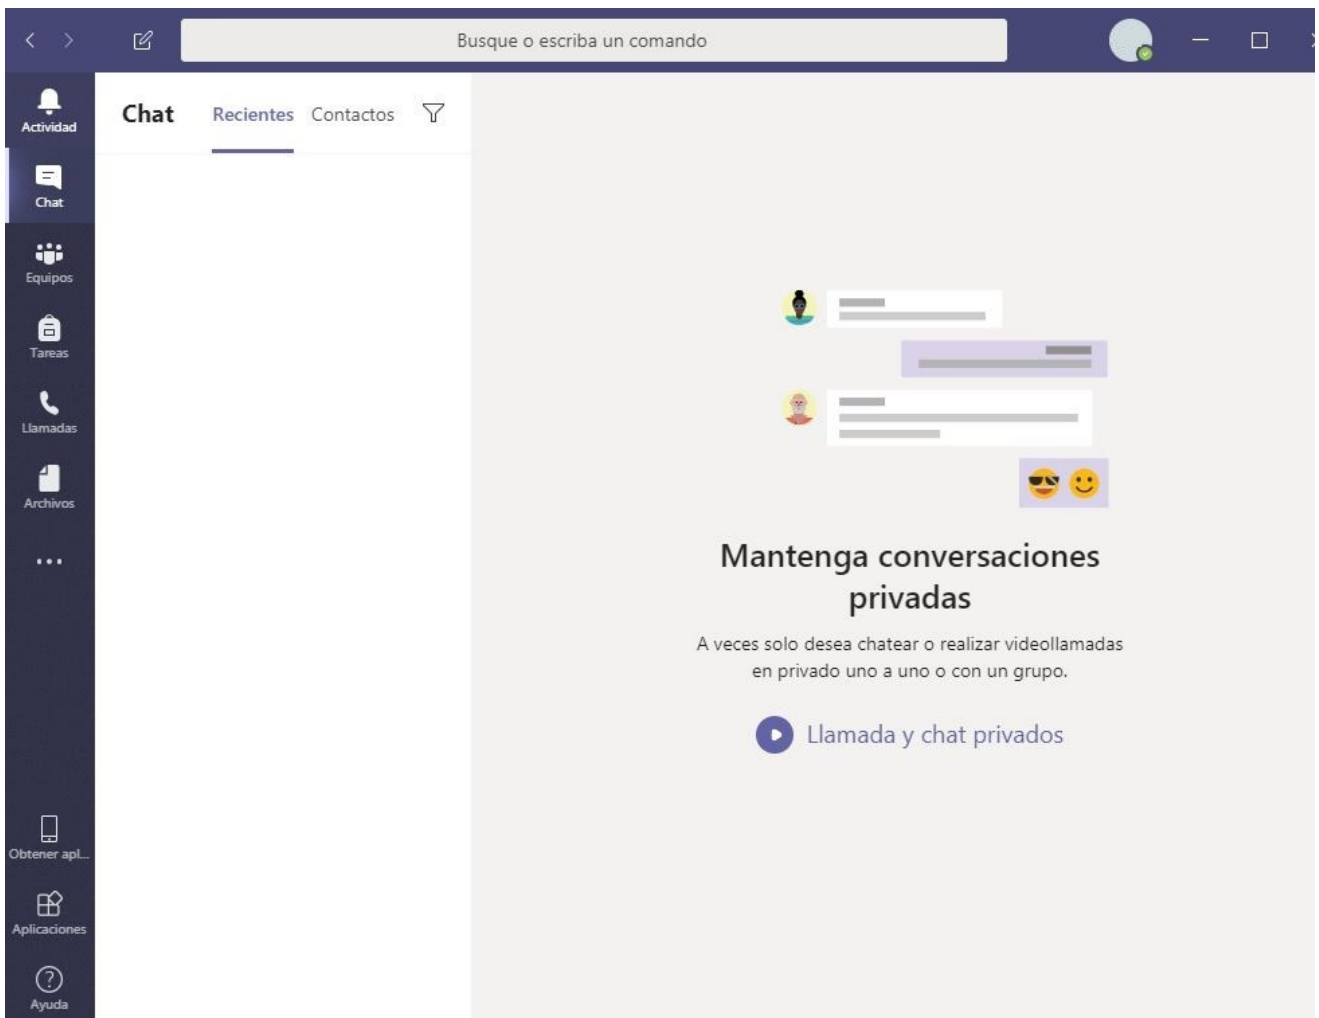 Busque o escriba un comando
Actividad
Chat
Equipos
Tareas
Llamadas
Archivos
Obtener apl...
Aplicaciones
Ayuda
Chat Recientes Contactos
Mantenga conversaciones
privadas
A veces solo desea chatear o realizar videollamadas
en privado uno a uno o con un grupo.
Llamada y chat privados